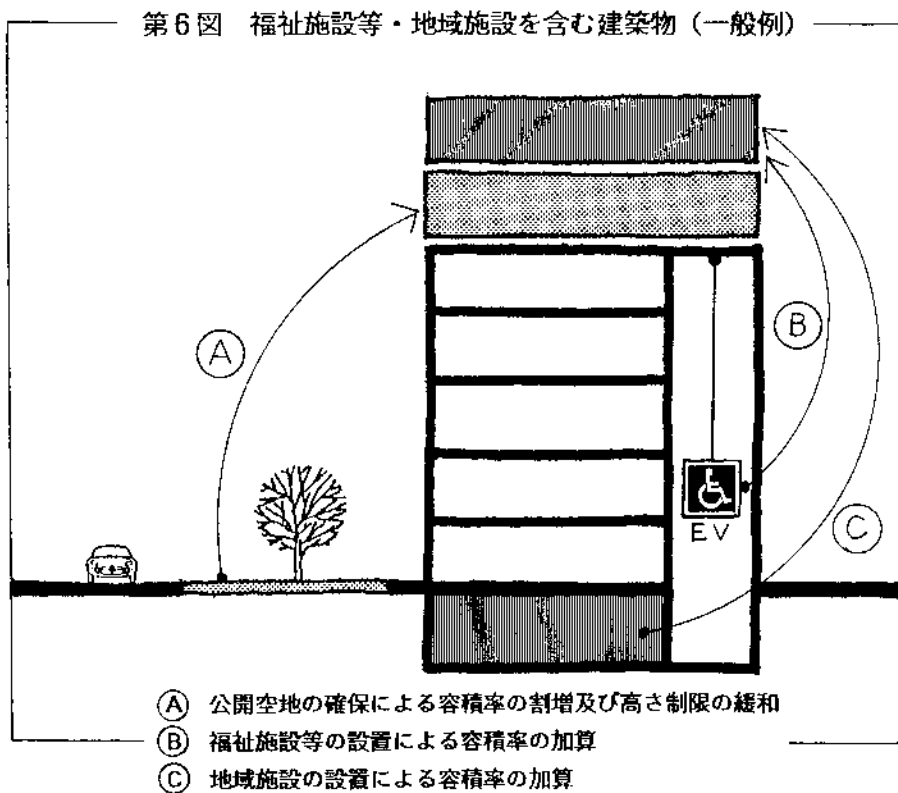 第6図 福祉施設等・地域施設を含む建築物(一般例)
A
B
EV
C
Ⓐ 公開空地の確保による容積率の割増及び高さ制限の緩和
Ⓑ 福祉施設等の設置による容積率の加算
Ⓒ 地域施設の設置による容積率の加算